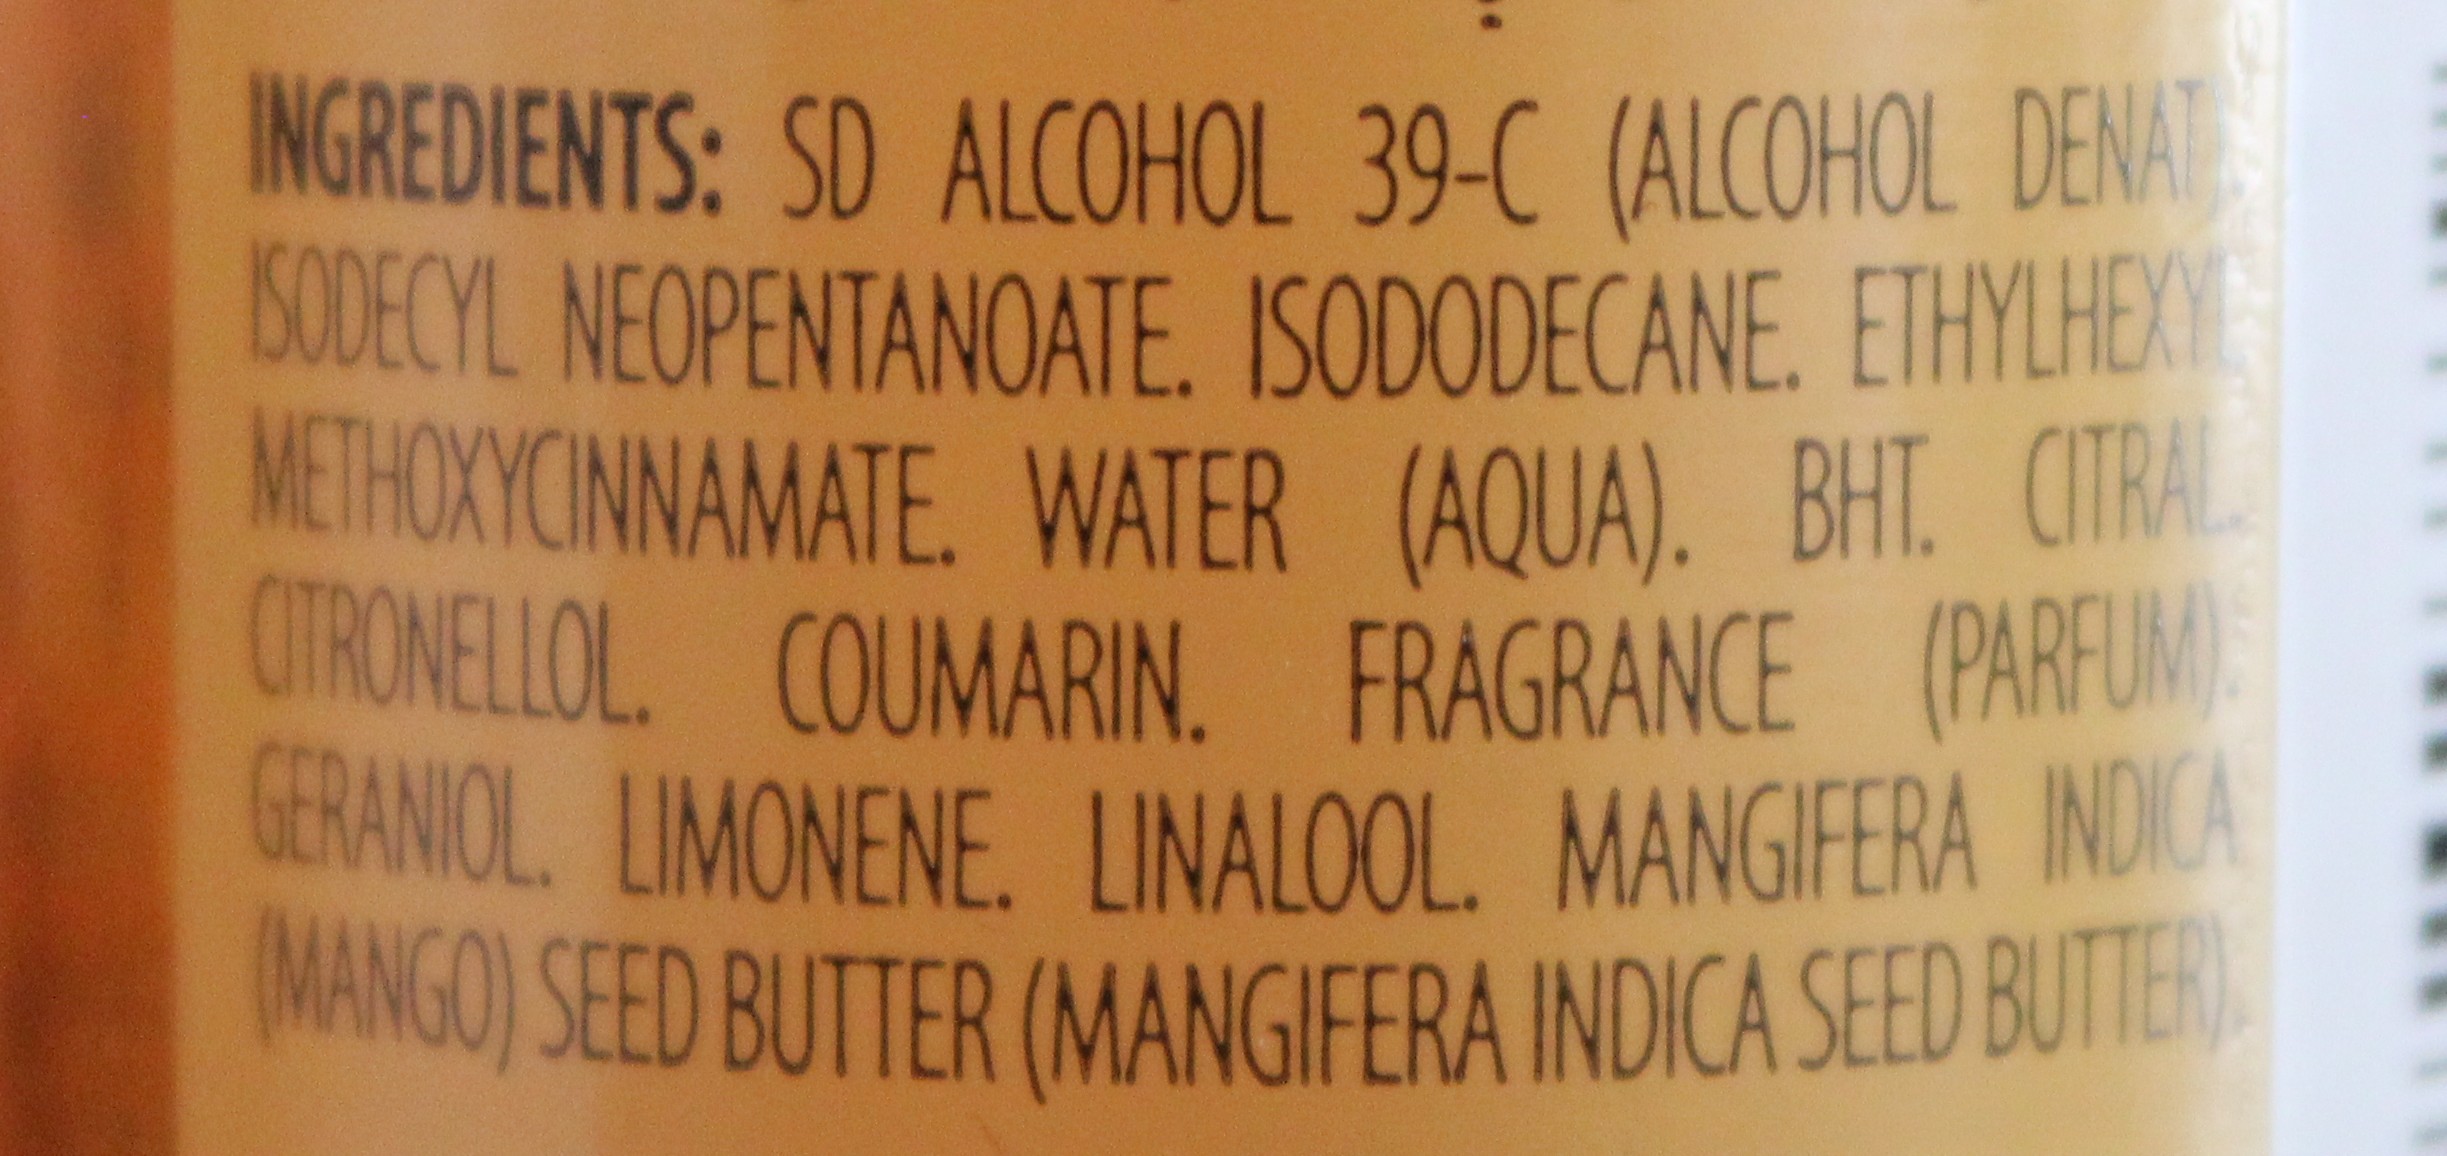 INGREDIENTS: SD ALCOHOL 39-C (ALCOHOL DENAT).
ISODECYL NEOPENTANOATE. ISODODECANE. ETHYLHEXYL
METHOXYCINNAMATE. WATER (AQUA). BHT. CITRAL.
CITRONELLOL. COUMARIN. FRAGRANCE (PARFUM).
GERANIOL. LIMONENE. LINALOOL. MANGIFERA INDICA
(MANGO) SEED BUTTER (MANGIFERA INDICA SEED BUTTER).